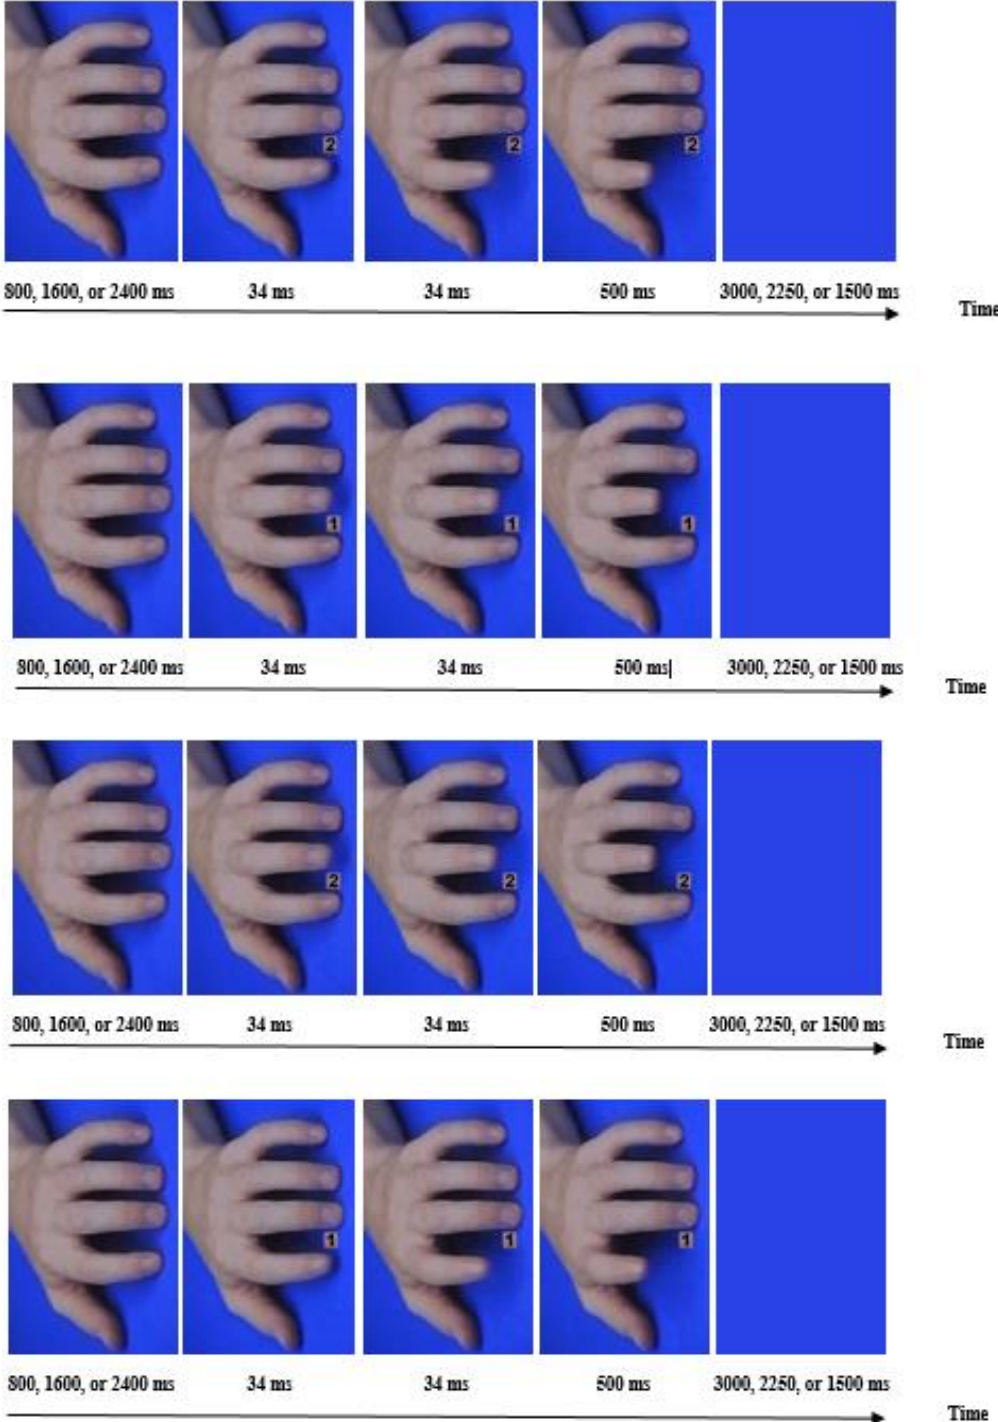 2 2 2
800, 1600, or 2400 ms 34 ms 34 ms 500 ms 3000, 2250, or 1500 ms
Time
1 1 1
800, 1600, or 2400 ms 34 ms 34 ms 500 ms| 3000, 2250, or 1500 ms
Time
2 2 2
800, 1600, or 2400 ms 34 ms 34 ms 500 ms 3000, 2250, or 1500 ms
Time
1 1 1
800, 1600, or 2400 ms 34 ms 34 ms 500 ms 3000, 2250, or 1500 ms
Time